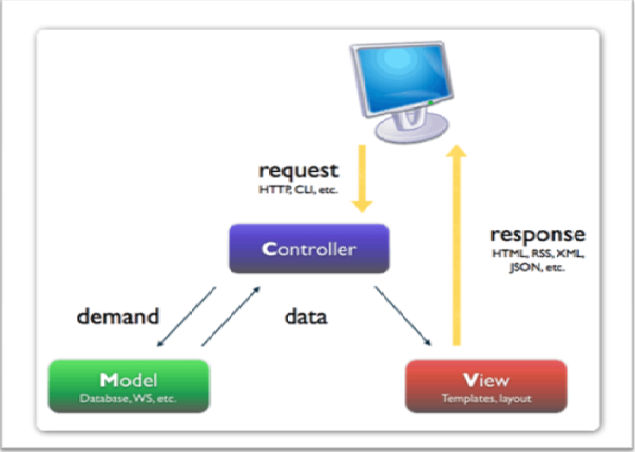 request
HTTP, CLI, etc.
Controller
response
HTML, RSS, XML,
JSON, etc.
demand
data
Model
Database, WS, etc.
View
Templates, layout